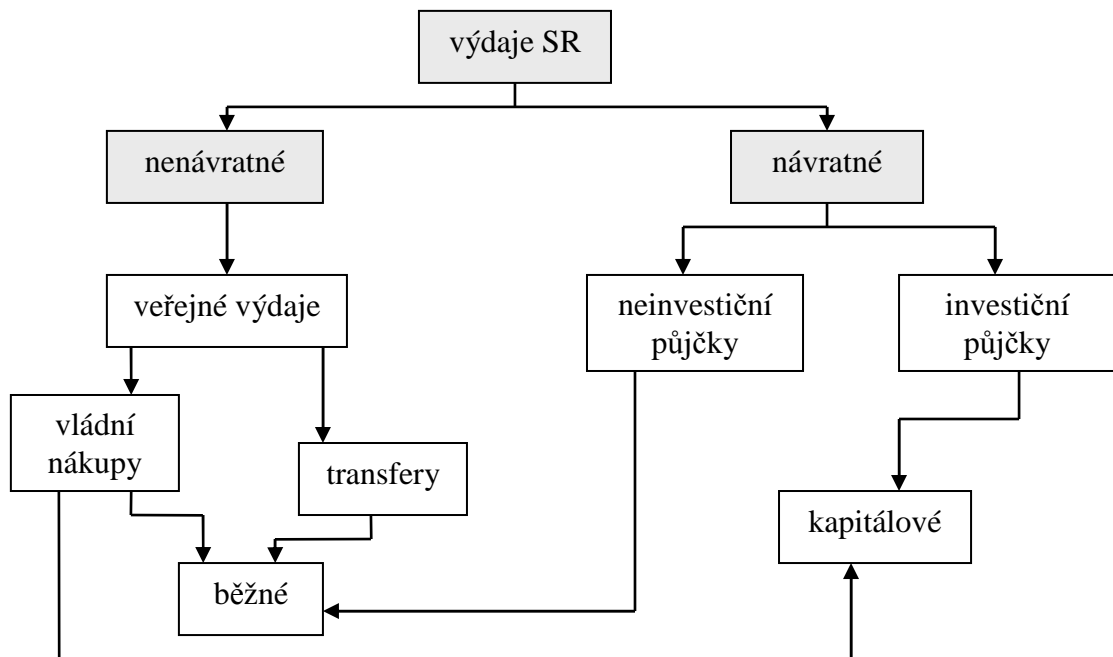 výdaje SR
nenávratné
návratné
veřejné výdaje
neinvestiční
půjčky
investiční
půjčky
vládní
nákupy
transfery
kapitálové
běžné